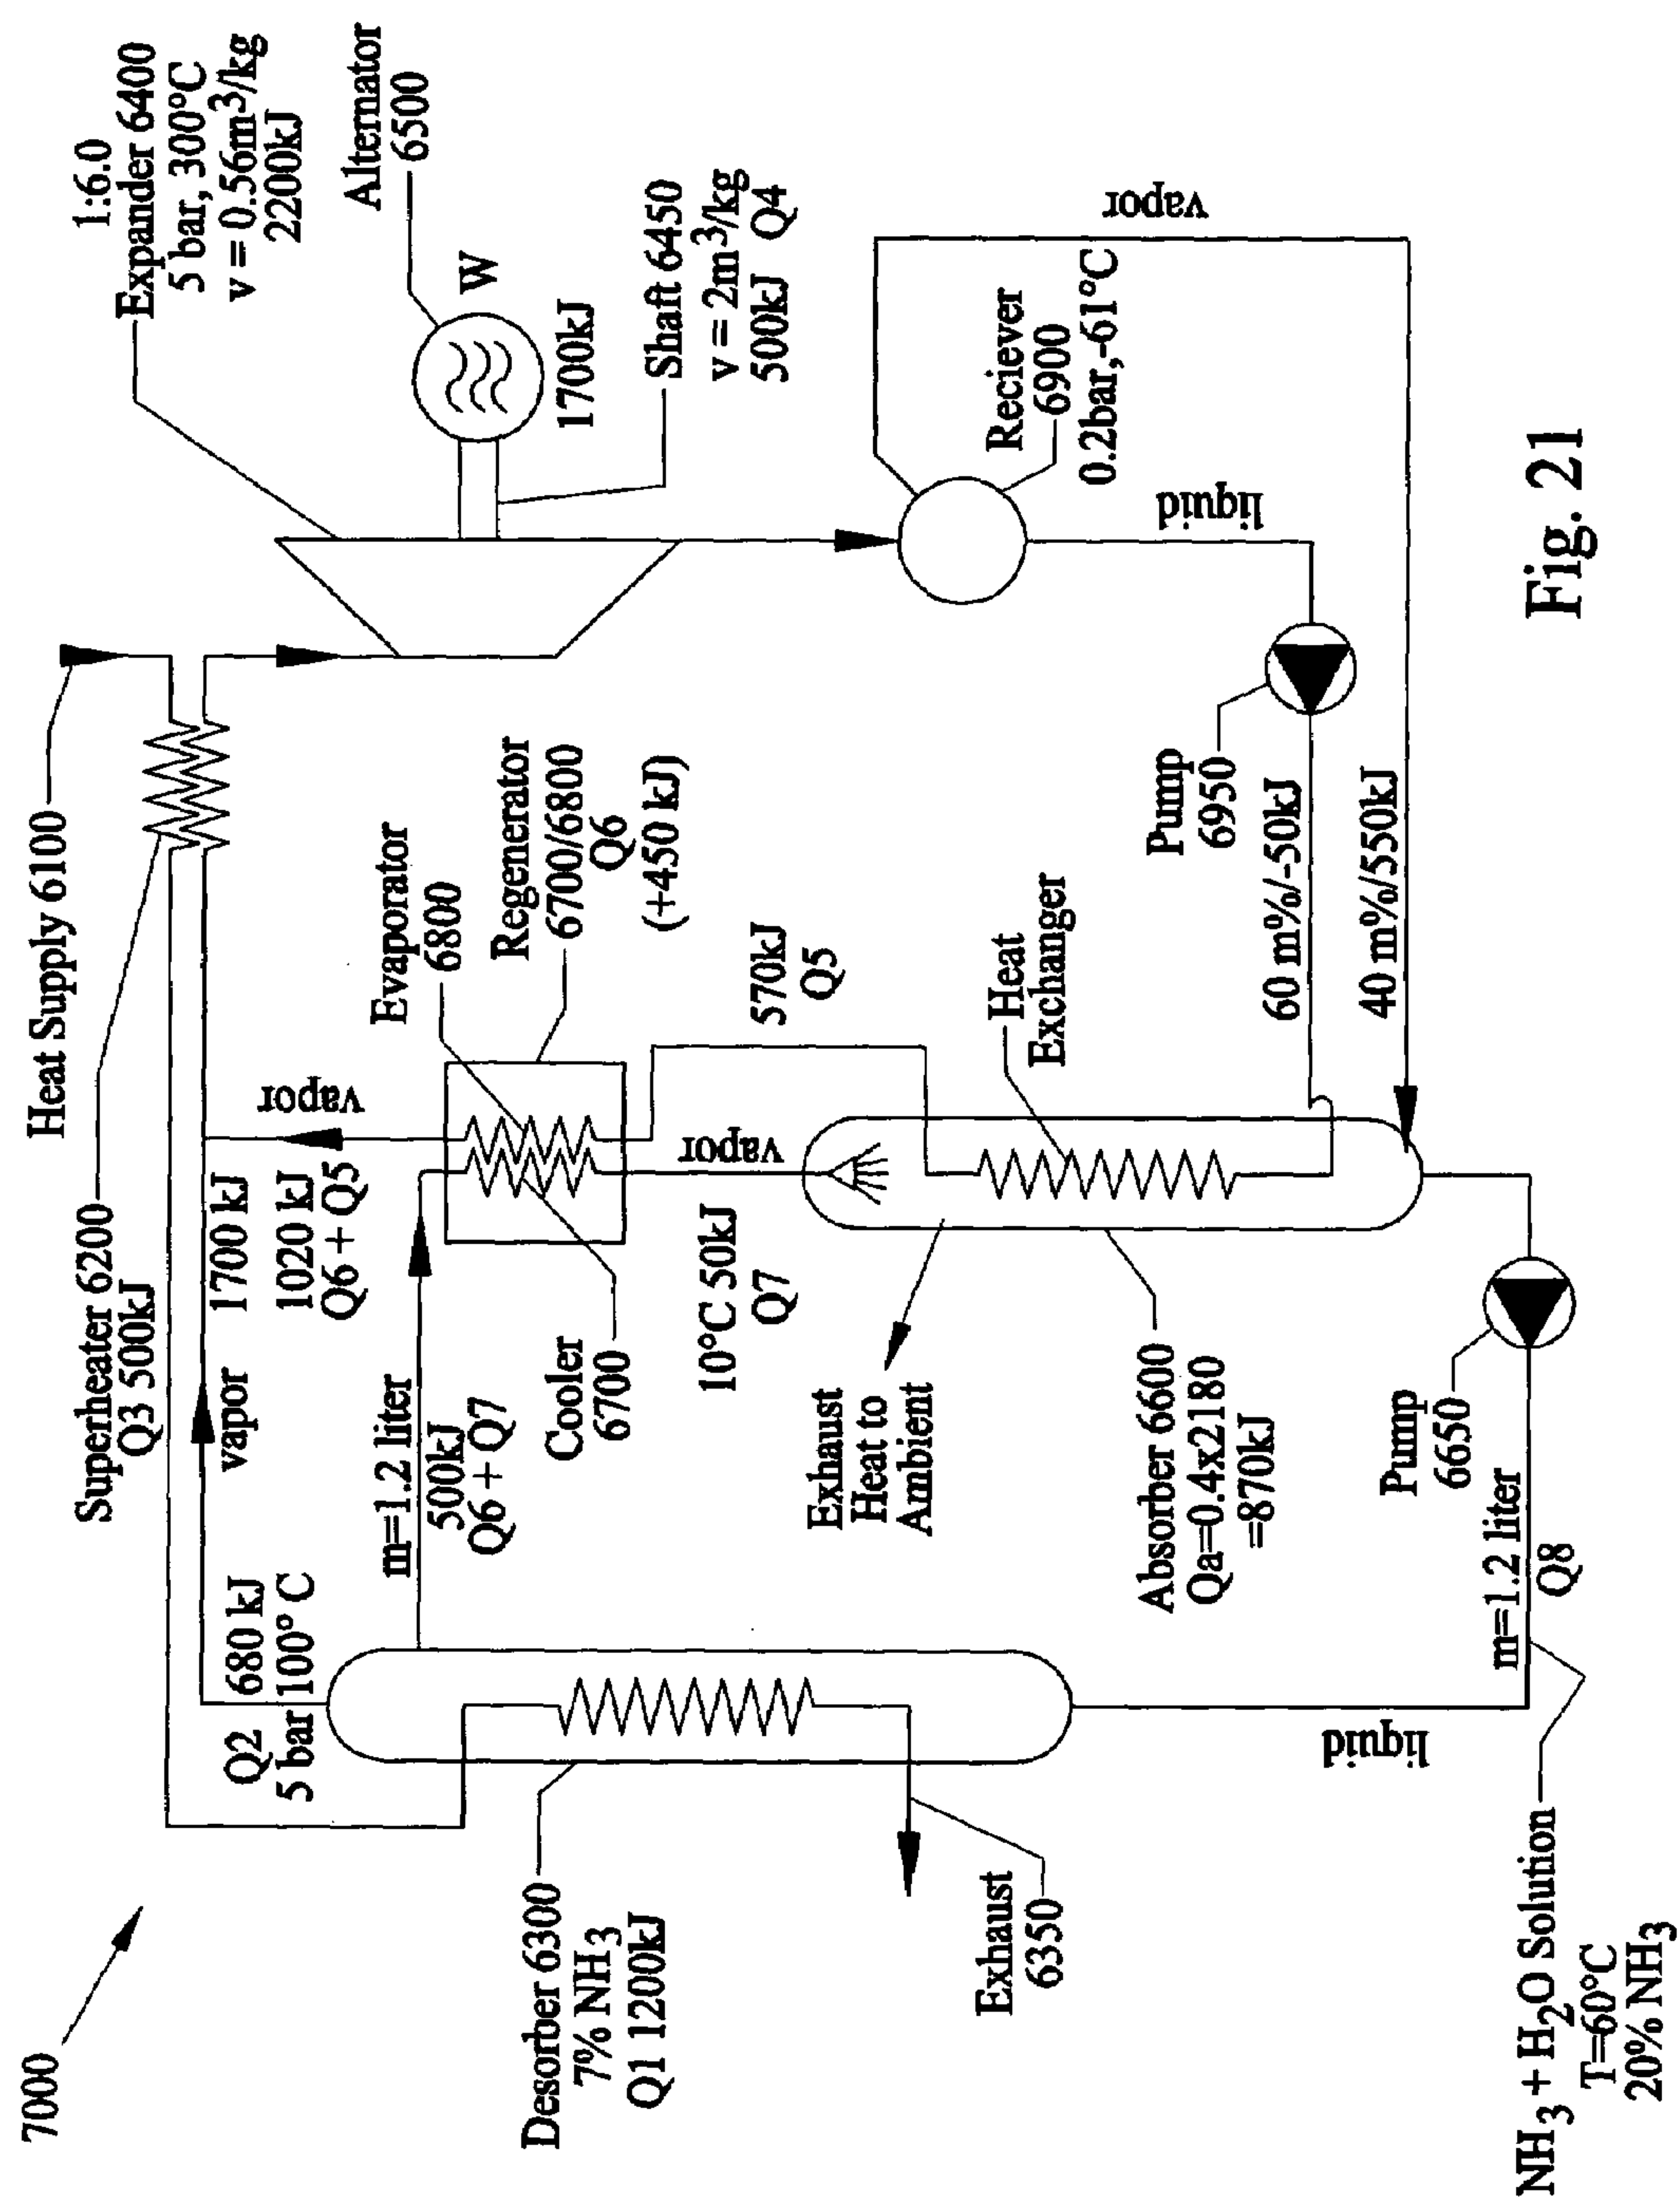 7000
Heat Supply 6100
Superheater 6200
Q3 500kJ
vapor
1700 kJ
1020 kJ
Q6 + Q5
vapor
Q2 680 kJ
5 bar 100° C
1:6.0
Expander 6400
5 bar, 300°C
v = 0.56m3/kg
2200kJ
Alternator
6500
W
1700kJ
Shaft 6450
v = 2m3/kg
500kJ Q4
Evaporator
6800
Regenerator
6700/6800
Q6
(+450 kJ)
m=1.2 liter
500kJ
Q6 + Q7
Cooler
6700
vapor
10°C 50kJ
Q7
570kJ
Q5
Heat
Exchanger
Exhaust
Heat to
Ambient
Absorber 6600
Qa=0.4x2180
=870kJ
Reciever
6900
0.2bar,-61°C
vapor
liquid
Pump
6950
60 m%/-50kJ
40 m%/550kJ
Desorber 6300
7% NH3
Q1 1200kJ
Exhaust
6350
liquid
Pump
6650
m=1.2 liter
Q8
NH3 + H2O Solution
T=60°C
20% NH3
Fig. 21